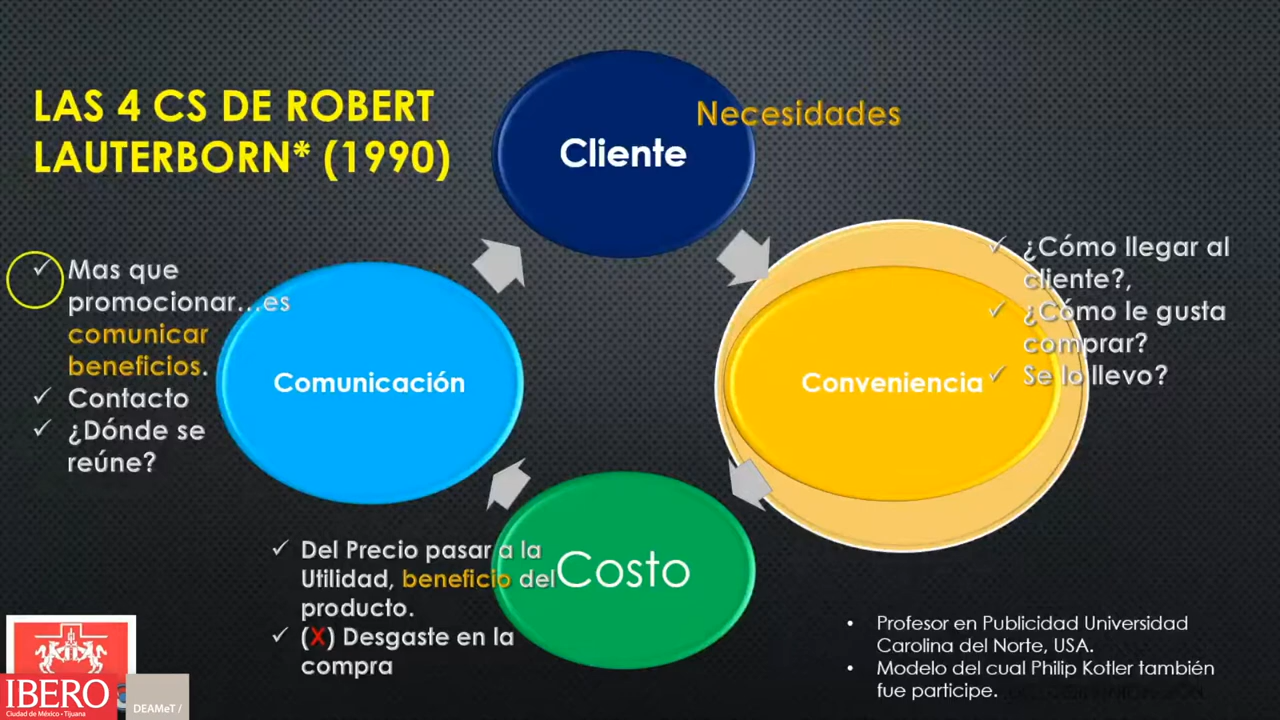 LAS 4 CS DE ROBERT
LAUTERBORN* (1990)
Cliente
Necesidades
✓ Mas que
promocionar...es
comunicar
beneficios.
✓ Contacto
✓ ¿Dónde se
reúne?
Comunicación
Conveniencia
✓ ¿Cómo llegar al
cliente?,
✓ ¿Cómo le gusta
comprar?
✓ Se lo llevo?
✓ Del Precio pasar a la
Utilidad, beneficio del
producto.
✓ (X) Desgaste en la
compra
Costo
• Profesor en Publicidad Universidad
Carolina del Norte, USA.
• Modelo del cual Philip Kotler también
fue participe.
IBERO
Ciudad de México • Tijuana
DEAMeT /